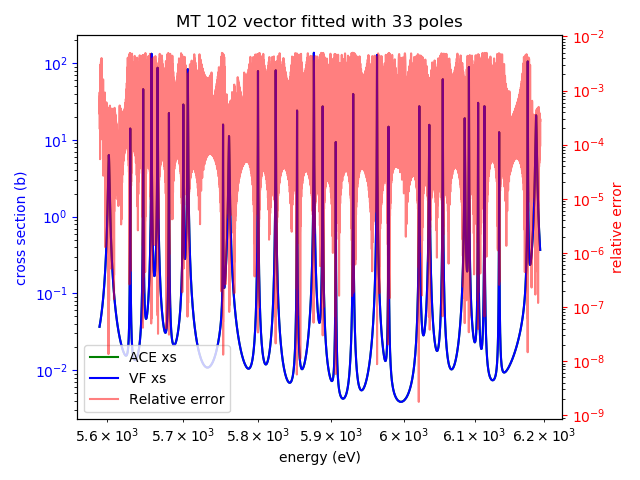 MT 102 vector fitted with 33 poles
10² 10⁻²
10⁻³
10¹ 10⁻⁴
10⁻⁵
10⁰ 10⁻⁶
cross section (b) relative error
10⁻¹ 10⁻⁷
10⁻² 10⁻⁸
10⁻⁹
ACE xs
VF xs
Relative error
5.6 × 10³ 5.7 × 10³ 5.8 × 10³ 5.9 × 10³ 6 × 10³ 6.1 × 10³ 6.2 × 10³
energy (eV)